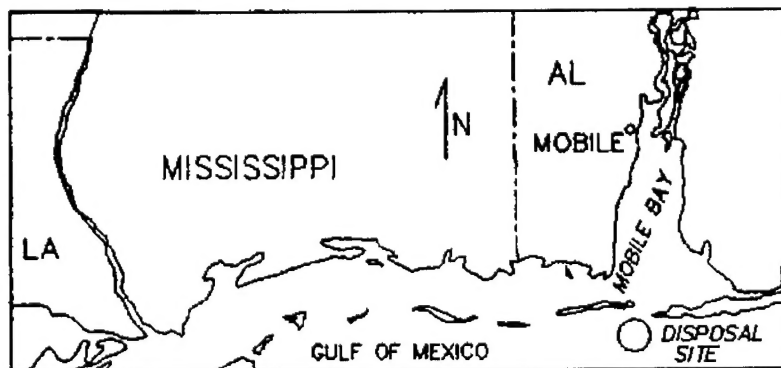 AL
N
MOBILE
MISSISSIPPI
LA
MOBILE BAY
DISPOSAL
SITE
GULF OF MEXICO